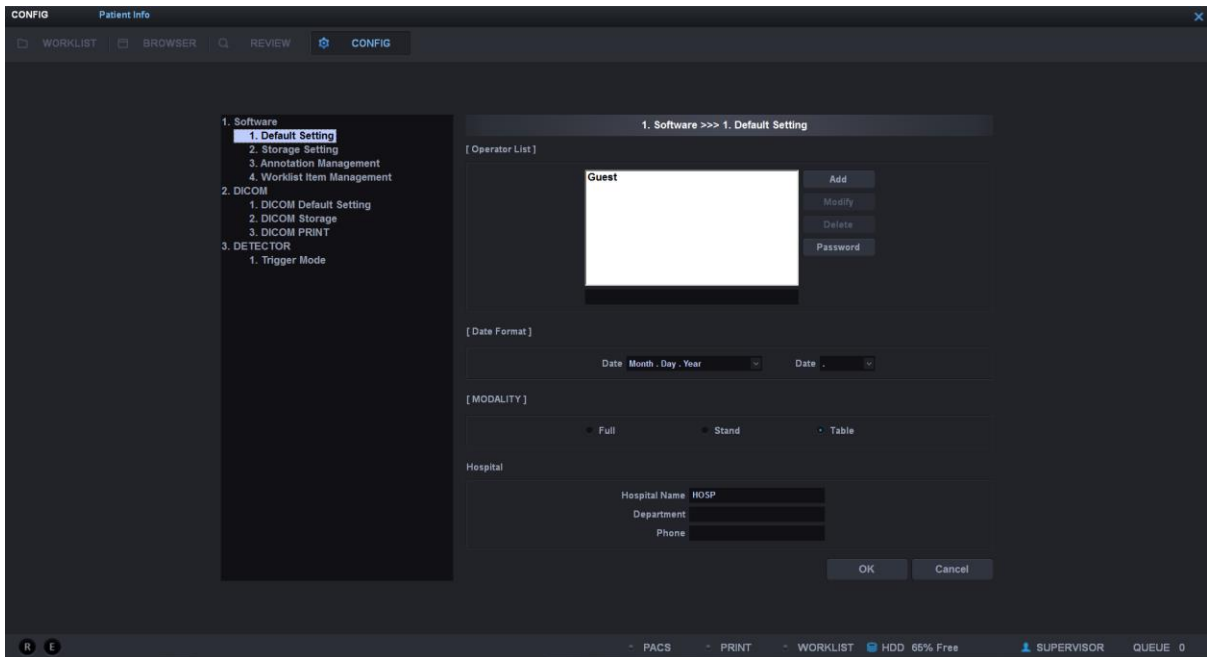 CONFIG Patient Info
WORKLIST BROWSER REVIEW CONFIG
1. Software
1. Default Setting
2. Storage Setting
3. Annotation Management
4. Worklist Item Management
2. DICOM
1. DICOM Default Setting
2. DICOM Storage
3. DICOM PRINT
3. DETECTOR
1. Trigger Mode
1. Software >>> 1. Default Setting
[ Operator List ]
Guest
Add
Modify
Delete
Password
[ Date Format ]
Date Month . Day . Year Date .
[ MODALITY ]
Full Stand Table
Hospital
Hospital Name HOSP
Department
Phone
OK Cancel
R E - PACS - PRINT - WORKLIST HDD 65% Free SUPERVISOR QUEUE 0